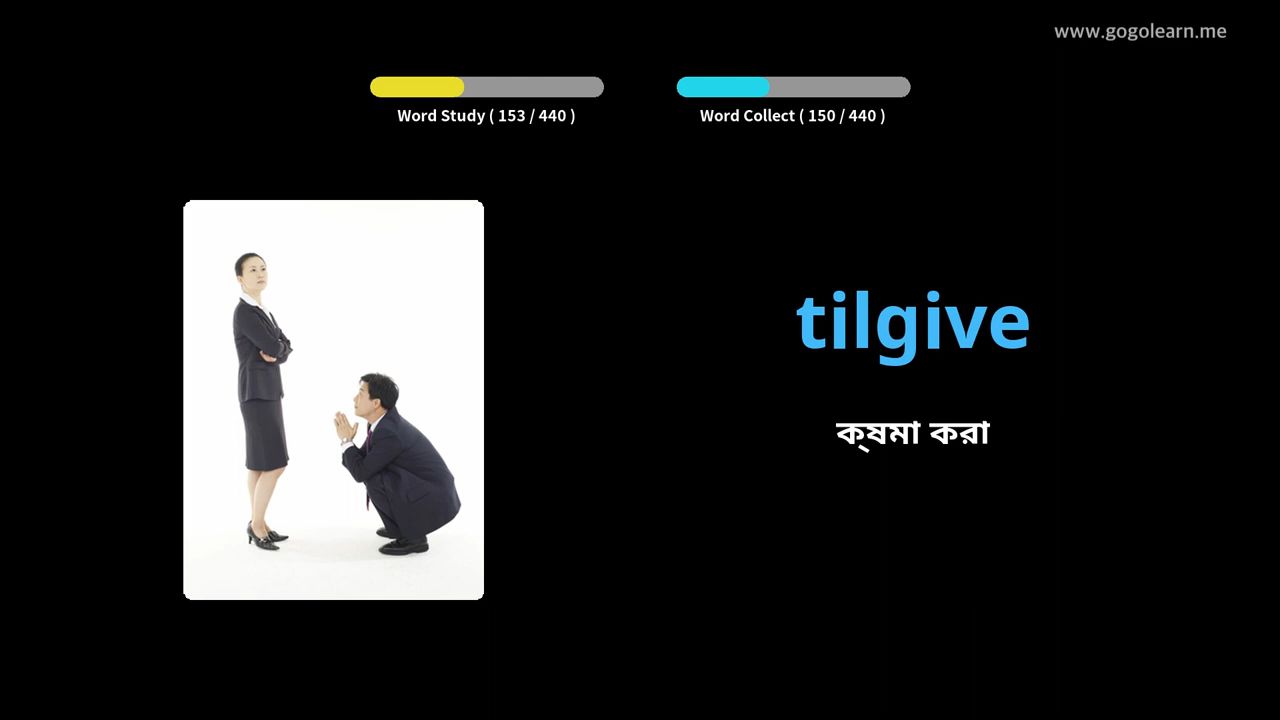 www.gogolearn.me
Word Study ( 153 / 440 )
Word Collect ( 150 / 440 )
tilgive
ক্ষমা করা